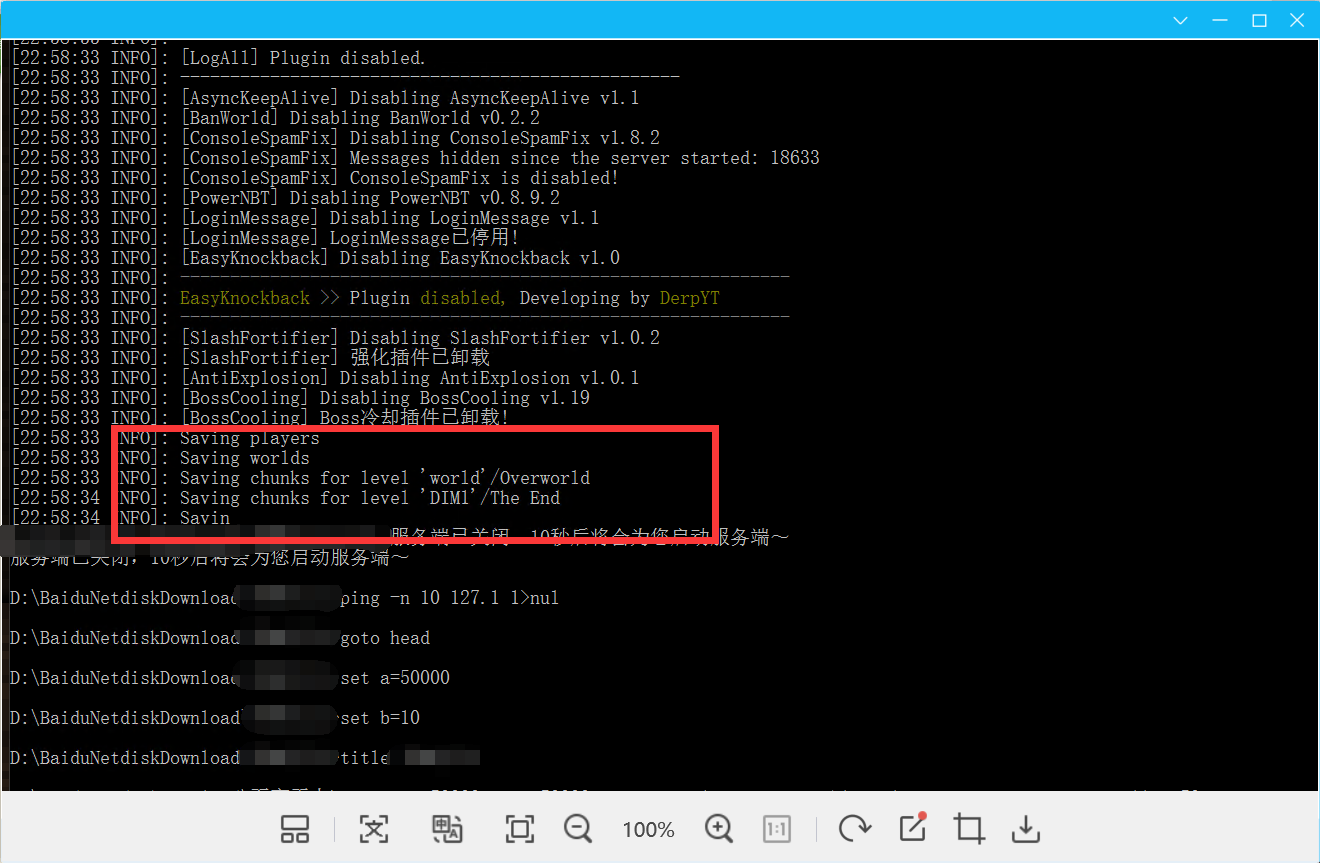 [22:58:33 INFO]:
[22:58:33 INFO]: [LogAll] Plugin disabled.
[22:58:33 INFO]: --------------------------------------------------
[22:58:33 INFO]: [AsyncKeepAlive] Disabling AsyncKeepAlive v1.1
[22:58:33 INFO]: [BanWorld] Disabling BanWorld v0.2.2
[22:58:33 INFO]: [ConsoleSpamFix] Disabling ConsoleSpamFix v1.8.2
[22:58:33 INFO]: [ConsoleSpamFix] Messages hidden since the server started: 18633
[22:58:33 INFO]: [ConsoleSpamFix] ConsoleSpamFix is disabled!
[22:58:33 INFO]: [PowerNBT] Disabling PowerNBT v0.8.9.2
[22:58:33 INFO]: [LoginMessage] Disabling LoginMessage v1.1
[22:58:33 INFO]: [LoginMessage] LoginMessage已停用!
[22:58:33 INFO]: [EasyKnockback] Disabling EasyKnockback v1.0
[22:58:33 INFO]: -------------------------------------------------------------
[22:58:33 INFO]: EasyKnockback >> Plugin disabled, Developing by DerpYT
[22:58:33 INFO]: -------------------------------------------------------------
[22:58:33 INFO]: [SlashFortifier] Disabling SlashFortifier v1.0.2
[22:58:33 INFO]: [SlashFortifier] 强化插件已卸载
[22:58:33 INFO]: [AntiExplosion] Disabling AntiExplosion v1.0.1
[22:58:33 INFO]: [BossCooling] Disabling BossCooling v1.19
[22:58:33 INFO]: [BossCooling] Boss冷却插件已卸载!
[22:58:33 NFO]: Saving players
[22:58:33 NFO]: Saving worlds
[22:58:33 NFO]: Saving chunks for level 'world'/Overworld
[22:58:34 NFO]: Saving chunks for level 'DIM1'/The End
[22:58:34 NFO]: Savin
服务端已关闭，10秒后将会为您启动服务端～
服务端已关闭，10秒后将会为您启动服务端～
D:\BaiduNetdiskDownload ping -n 10 127.1 1>nul
D:\BaiduNetdiskDownload goto head
D:\BaiduNetdiskDownload set a=50000
D:\BaiduNetdiskDownload set b=10
D:\BaiduNetdiskDownload title
100%
1:1